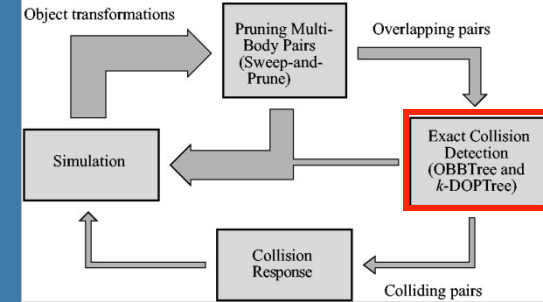 Object transformations
Pruning Multi-
Body Pairs
(Sweep-and-
Prune)
Overlapping pairs
Simulation
Exact Collision
Detection
(OBBTree and
k-DOPTree)
Collision
Response
Colliding pairs